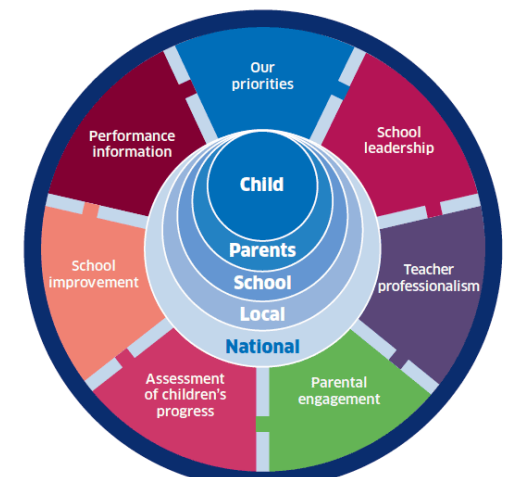 Our
priorities
School
leadership
Teacher
professionalism
Parental
engagement
Assessment
of children's
progress
School
improvement
Performance
information
Child
Parents
School
Local
National